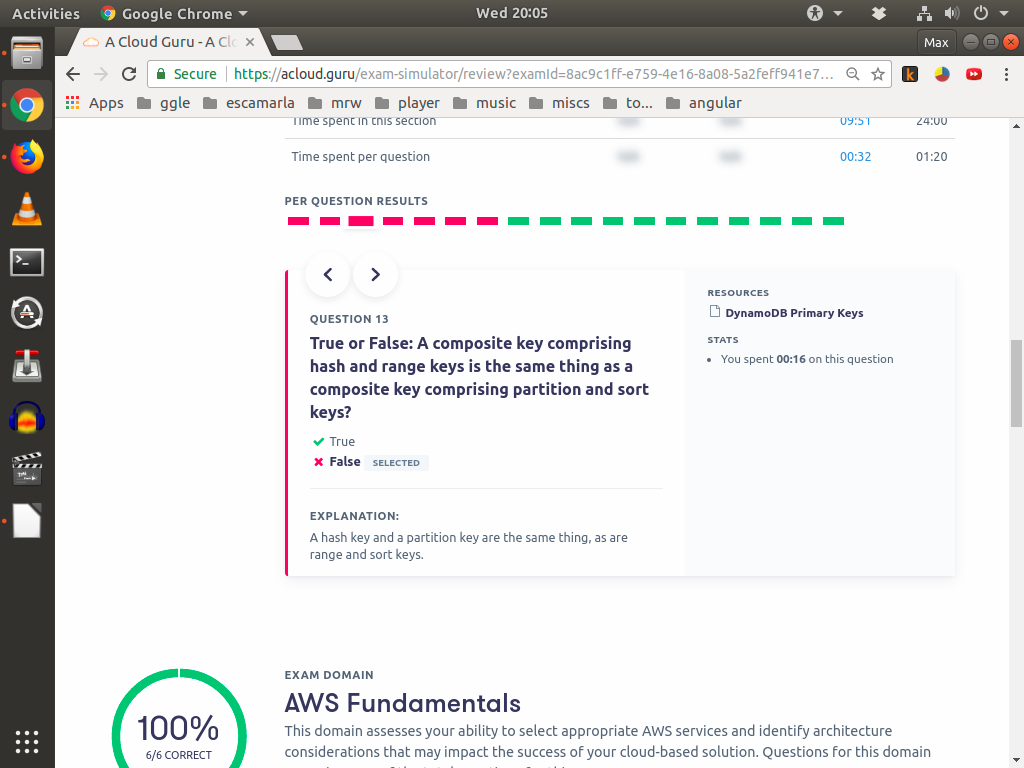 Activities
Google Chrome
Wed 20:05
A Cloud Guru - A Clo
Max
Secure
https://acloud.guru/exam-simulator/review?examId=8ac9c1ff-e759-4e16-8a08-5a2feff941e7...
Apps
ggle
escamarla
mrw
player
music
miscs
to...
angular
Time spent in this section 09:51 24:00
Time spent per question 00:32 01:20
PER QUESTION RESULTS
QUESTION 13
True or False: A composite key comprising
hash and range keys is the same thing as a
composite key comprising partition and sort
keys?
True
False SELECTED
EXPLANATION:
A hash key and a partition key are the same thing, as are
range and sort keys.
RESOURCES
DynamoDB Primary Keys
STATS
• You spent 00:16 on this question
100%
6/6 CORRECT
EXAM DOMAIN
AWS Fundamentals
This domain assesses your ability to select appropriate AWS services and identify architecture
considerations that may impact the success of your cloud-based solution. Questions for this domain